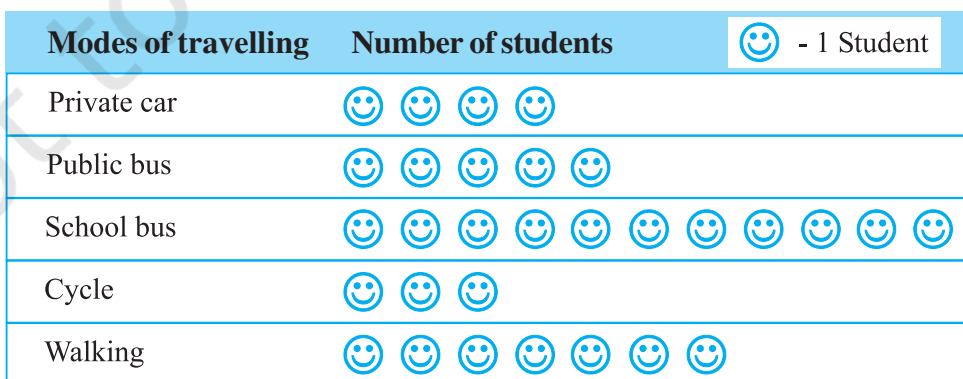 Modes of travelling Number of students - 1 Student
Private car
Public bus
School bus
Cycle
Walking